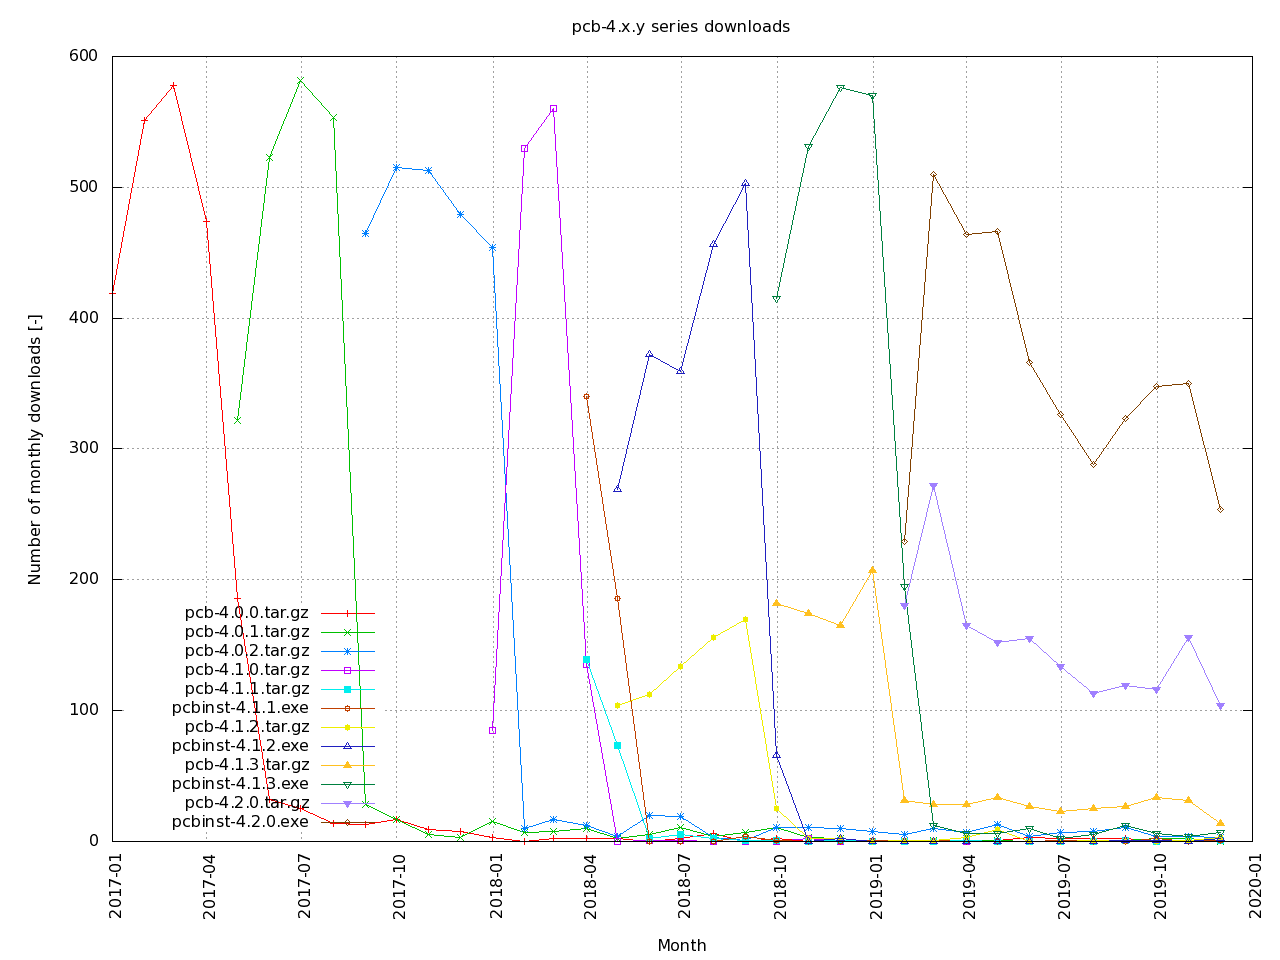 pcb-4.x.y series downloads
600
500
400
300
200
100
0
Number of monthly downloads [-]
pcb-4.0.0.tar.gz
pcb-4.0.1.tar.gz
pcb-4.0.2.tar.gz
pcb-4.1.0.tar.gz
pcb-4.1.1.tar.gz
pcbinst-4.1.1.exe
pcb-4.1.2.tar.gz
pcbinst-4.1.2.exe
pcb-4.1.3.tar.gz
pcbinst-4.1.3.exe
pcb-4.2.0.tar.gz
pcbinst-4.2.0.exe
2017-01
2017-04
2017-07
2017-10
2018-01
2018-04
2018-07
2018-10
2019-01
2019-04
2019-07
2019-10
2020-01
Month